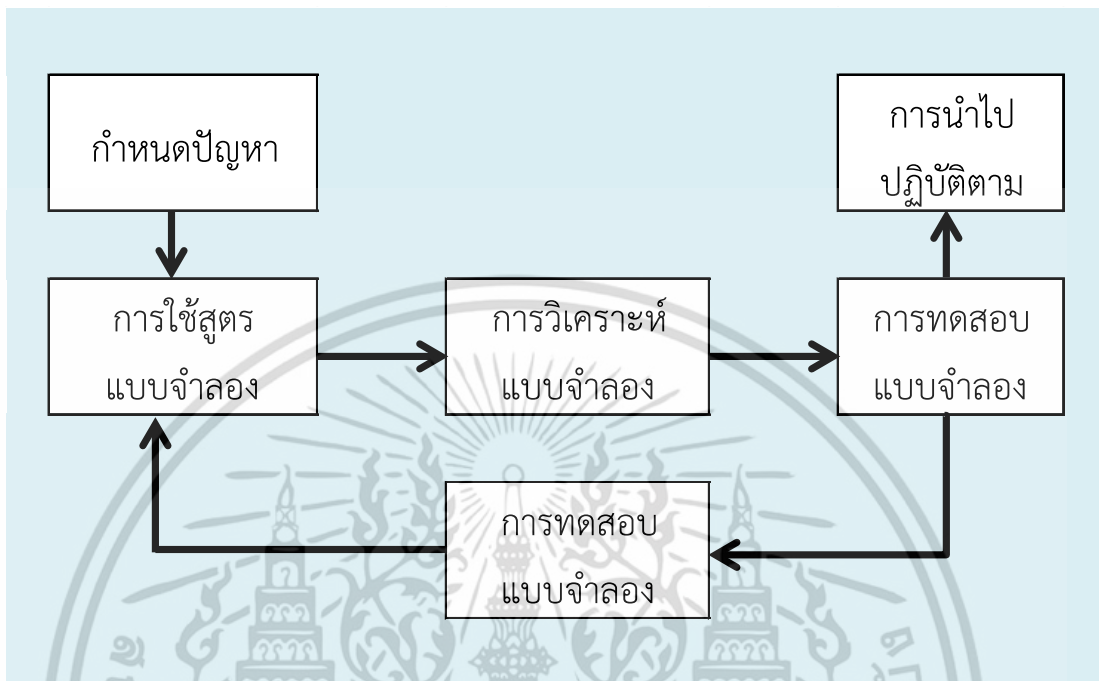 กำหนดปัญหา
การนำไป
ปฏิบัติตาม
การใช้สูตร
แบบจำลอง
การวิเคราะห์
แบบจำลอง
การทดสอบ
แบบจำลอง
การทดสอบ
แบบจำลอง